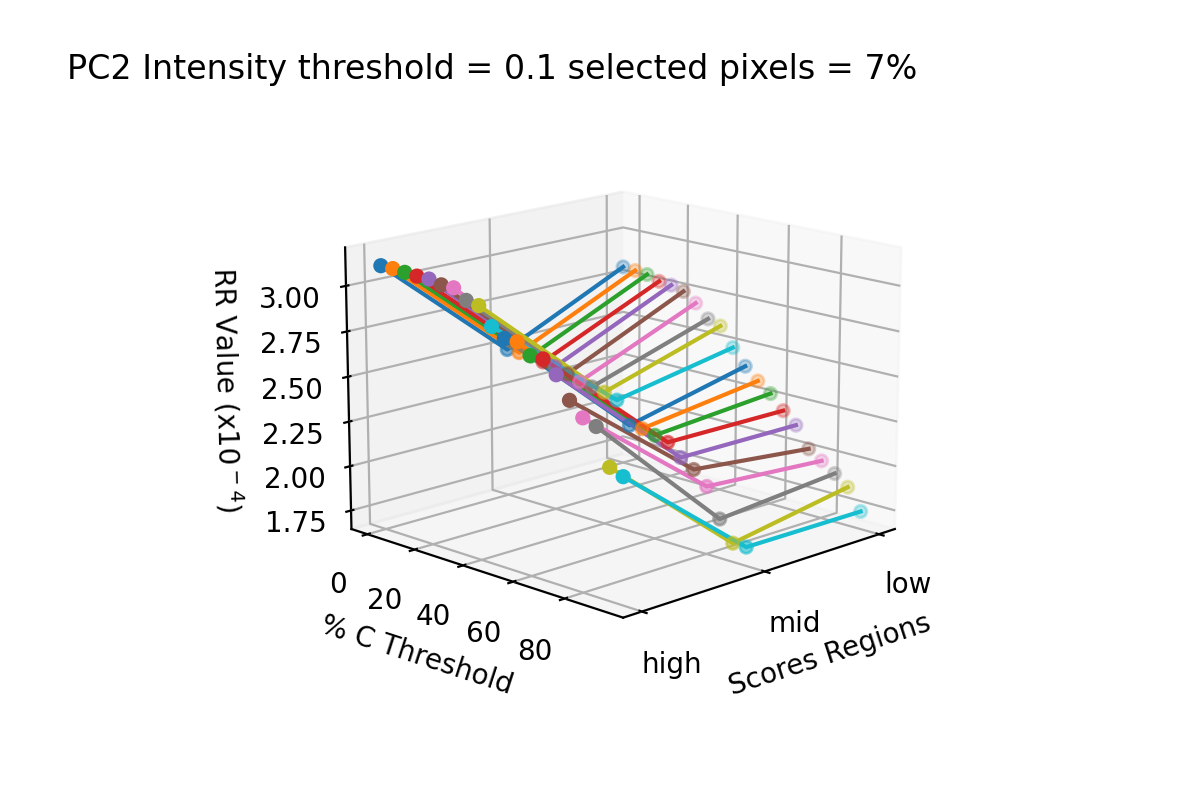 PC2 Intensity threshold = 0.1 selected pixels = 7%
RR Value (x10⁻⁴)
3.00
2.75
2.50
2.25
2.00
1.75
0
20
40
60
80
% C Threshold
high
mid
low
Scores Regions